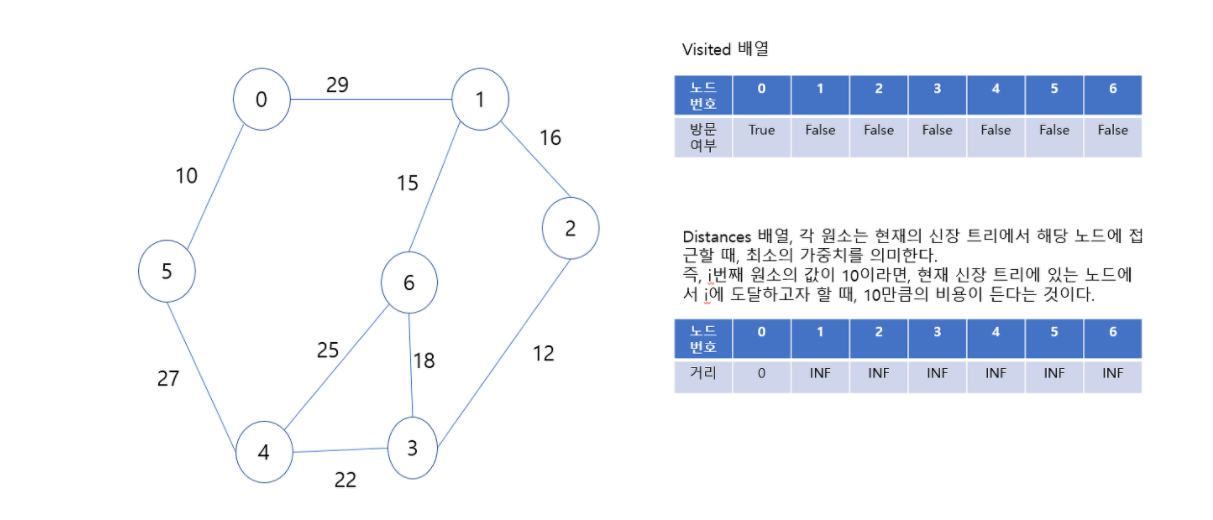 0
29
1
16
10
15
2
5
6
25
18
12
27
4
3
22
Visited 배열
노드 번호 0 1 2 3 4 5 6
방문 여부 True False False False False False False
Distances 배열, 각 원소는 현재의 신장 트리에서 해당 노드에 접
근할 때, 최소의 가중치를 의미한다.
즉, i번째 원소의 값이 10이라면, 현재 신장 트리에 있는 노드에
서 i에 도달하고자 할 때, 10만큼의 비용이 든다는 것이다.
노드 번호 0 1 2 3 4 5 6
거리 0 INF INF INF INF INF INF